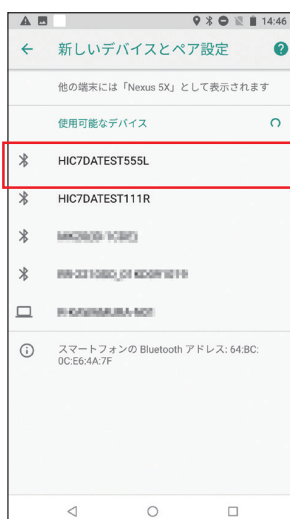 14:46
新しいデバイスとペア設定
他の端末には「Nexus 5X」として表示されます
使用可能なデバイス
HIC7DATEST555L
HIC7DATEST111R
スマートフォンの Bluetooth アドレス: 64:BC:
0C:E6:4A:7F